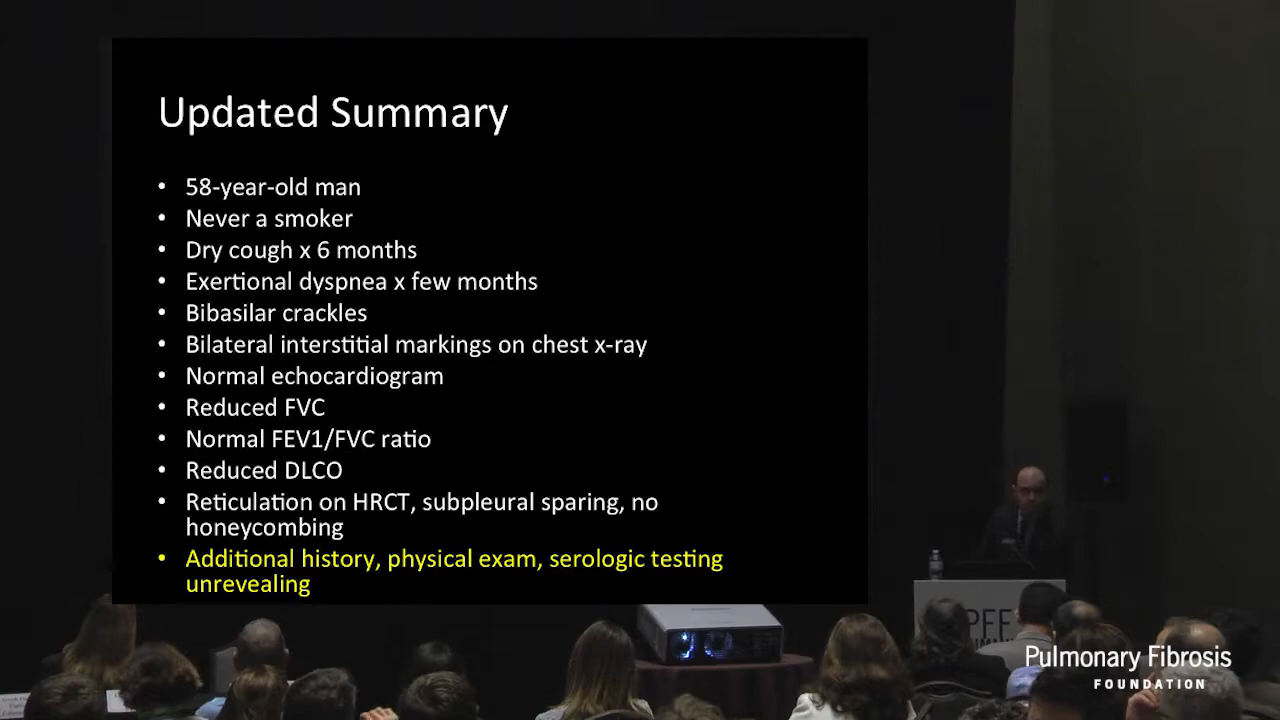 Updated Summary
• 58-year-old man
• Never a smoker
• Dry cough x 6 months
• Exertional dyspnea x few months
• Bibasilar crackles
• Bilateral interstitial markings on chest x-ray
• Normal echocardiogram
• Reduced FVC
• Normal FEV1/FVC ratio
• Reduced DLCO
• Reticulation on HRCT, subpleural sparing, no
honeycombing
• Additional history, physical exam, serologic testing
unrevealing
PFF
Pulmonary Fibrosis
FOUNDATION